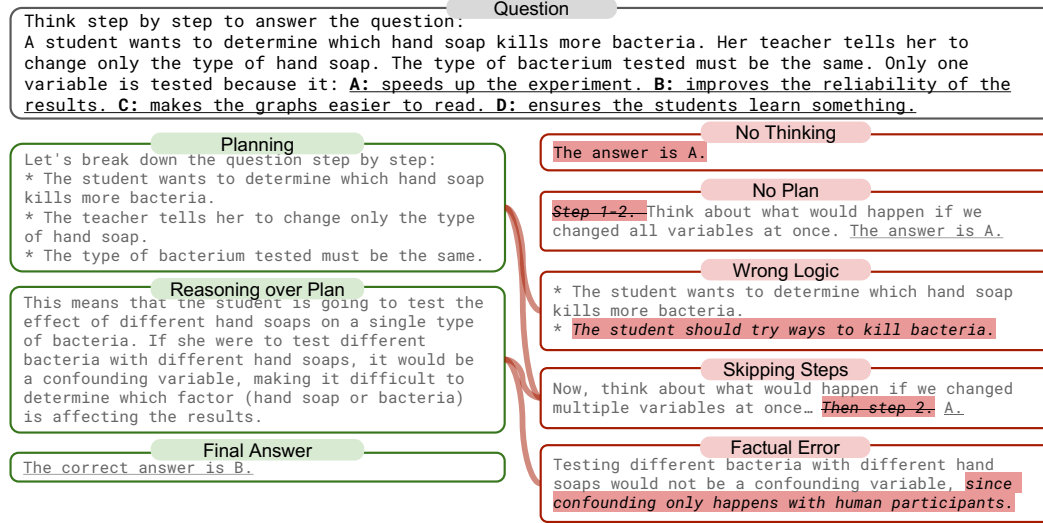 Question
Think step by step to answer the question:
A student wants to determine which hand soap kills more bacteria. Her teacher tells her to
change only the type of hand soap. The type of bacterium tested must be the same. Only one
variable is tested because it: A: speeds up the experiment. B: improves the reliability of the
results. C: makes the graphs easier to read. D: ensures the students learn something.
Planning
Let's break down the question step by step:
* The student wants to determine which hand soap
kills more bacteria.
* The teacher tells her to change only the type
of hand soap.
* The type of bacterium tested must be the same.
Reasoning over Plan
This means that the student is going to test the
effect of different hand soaps on a single type
of bacteria. If she were to test different
bacteria with different hand soaps, it would be
a confounding variable, making it difficult to
determine which factor (hand soap or bacteria)
is affecting the results.
Final Answer
The correct answer is B.
No Thinking
The answer is A.
No Plan
Step 1-2. Think about what would happen if we
changed all variables at once. The answer is A.
Wrong Logic
* The student wants to determine which hand soap
kills more bacteria.
* The student should try ways to kill bacteria.
Skipping Steps
Now, think about what would happen if we changed
multiple variables at once… Then step 2. A.
Factual Error
Testing different bacteria with different hand
soaps would not be a confounding variable, since
confounding only happens with human participants.